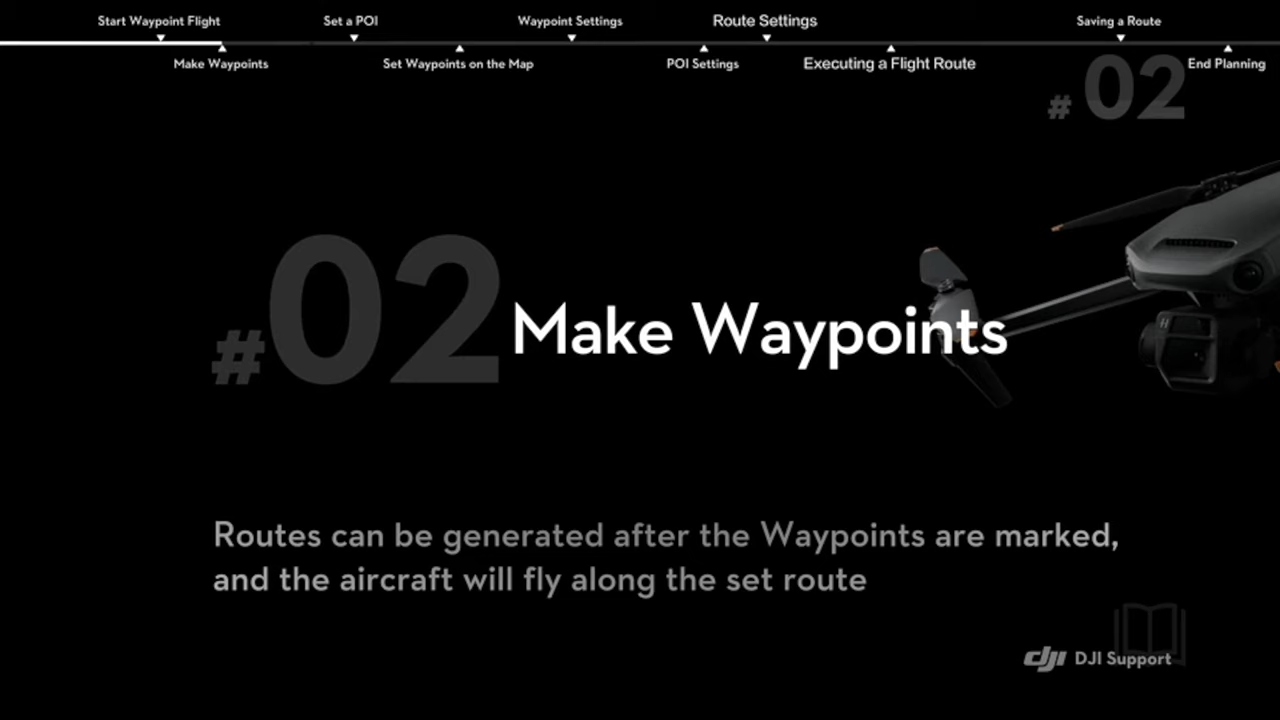 Start Waypoint Flight
Set a POI
Waypoint Settings
Route Settings
Saving a Route
Make Waypoints
Set Waypoints on the Map
POI Settings
Executing a Flight Route
End Planning
# 02
#02 Make Waypoints
Routes can be generated after the Waypoints are marked,
and the aircraft will fly along the set route
dji DJI Support